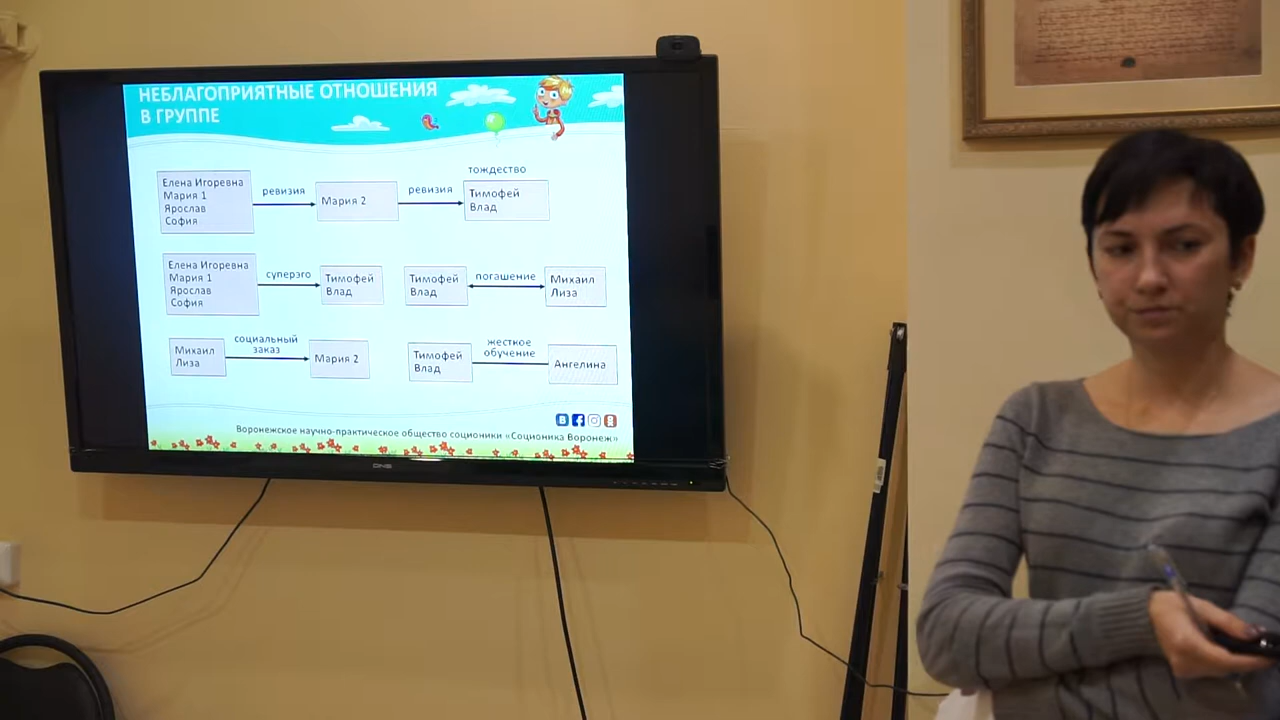 НЕБЛАГОПРИЯТНЫЕ ОТНОШЕНИЯ
В ГРУППЕ
Елена Игоревна
Мария 1
Ярослав
София
ревизия
Мария 2
ревизия
тождество
Тимофей
Влад
Елена Игоревна
Мария 1
Ярослав
София
суперэго
Тимофей
Влад
Тимофей
Влад
погашение
Михаил
Лиза
Михаил
Лиза
социальный
заказ
Мария 2
Тимофей
Влад
жесткое
обучение
Ангелина
Воронежское научно-практическое общество соционики «Соционика Воронеж»
DNS